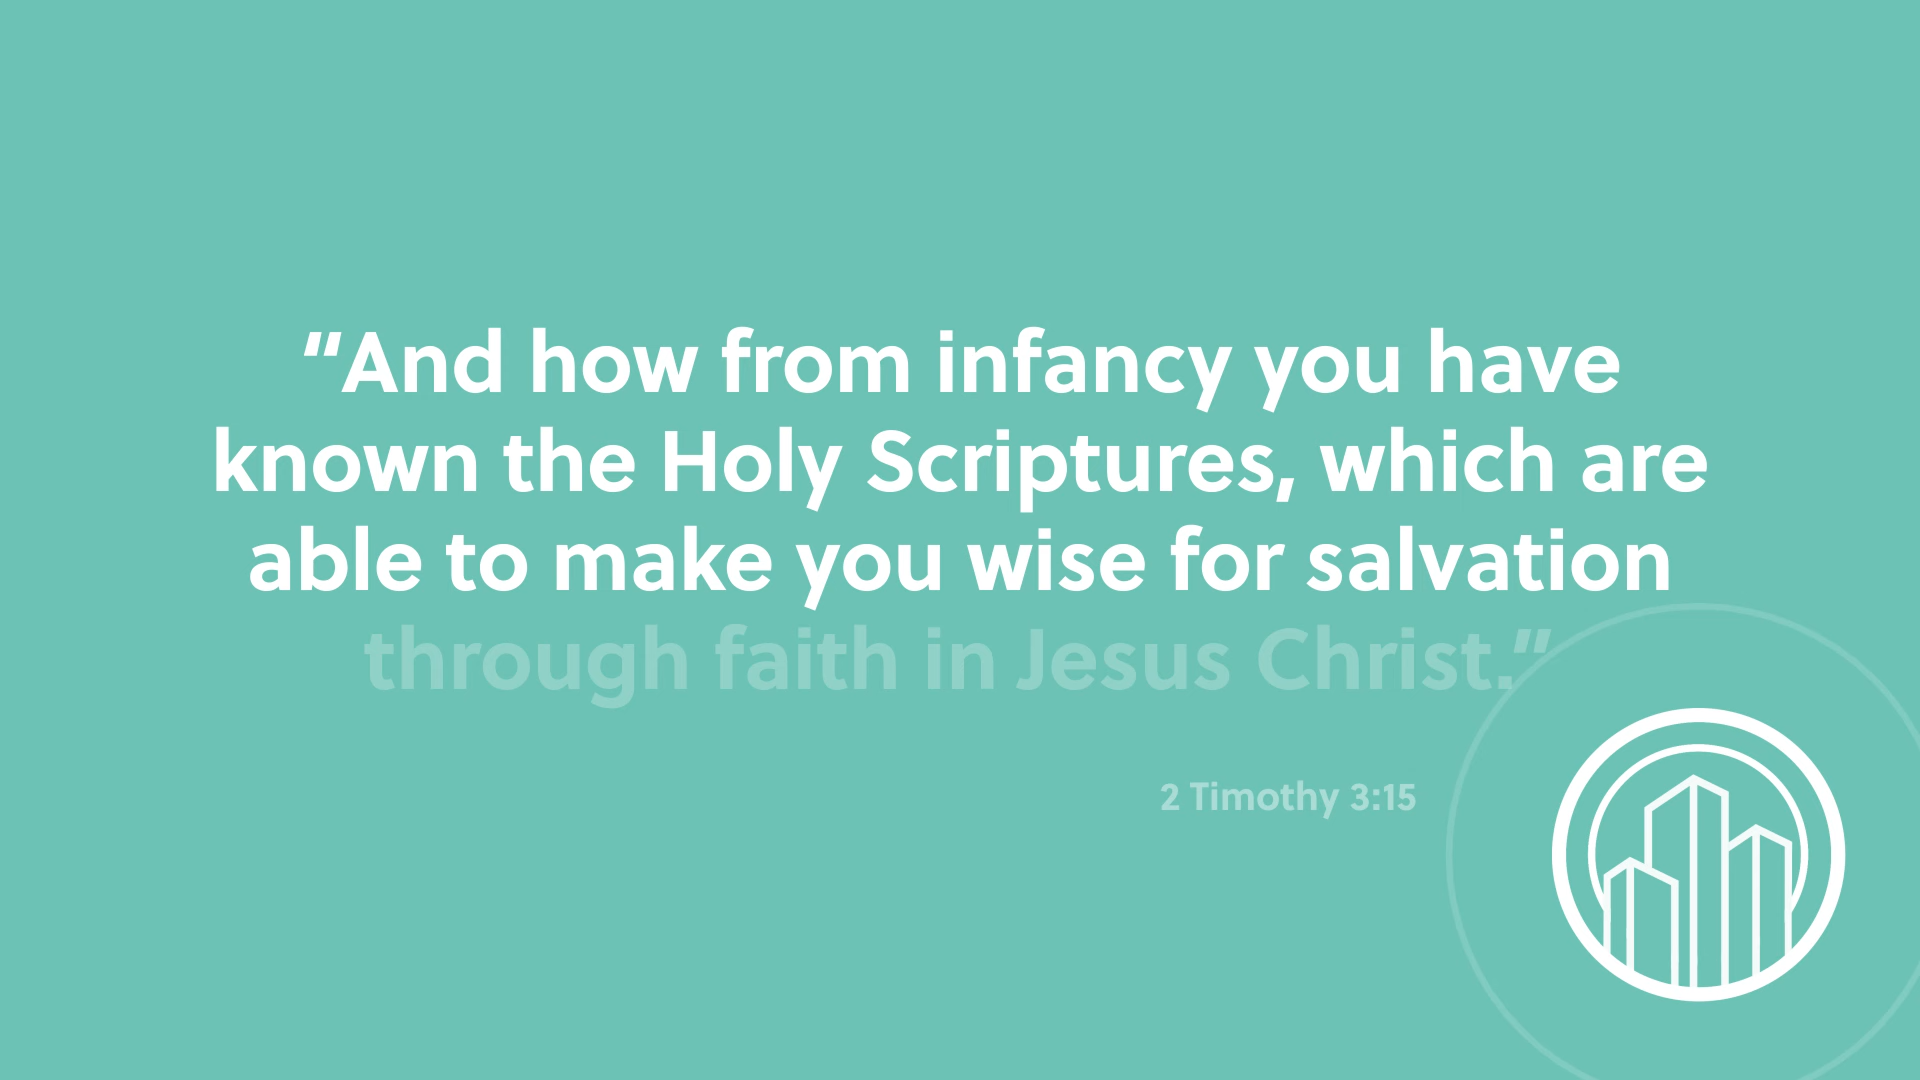 “And how from infancy you have
known the Holy Scriptures, which are
able to make you wise for salvation
through faith in Jesus Christ.”
2 Timothy 3:15